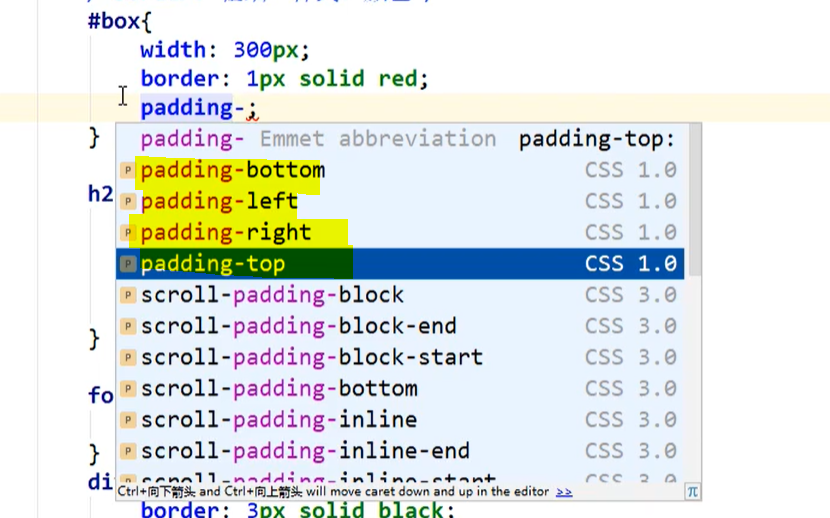 #box{
width: 300px;
border: 1px solid red;
padding-;
}
padding- Emmet abbreviation padding-top:
padding-bottom CSS 1.0
h2
padding-left CSS 1.0
padding-right CSS 1.0
padding-top CSS 1.0
scroll-padding-block CSS 3.0
scroll-padding-block-end CSS 3.0
}
scroll-padding-block-start CSS 3.0
scroll-padding-bottom CSS 3.0
fo
scroll-padding-inline CSS 3.0
scroll-padding-inline-end CSS 3.0
}
scroll-padding-inline-start CSS 3.0
di
Ctrl+向下箭头 and Ctrl+向上箭头 will move caret down and up in the editor >>
π
border: 3px solid black;